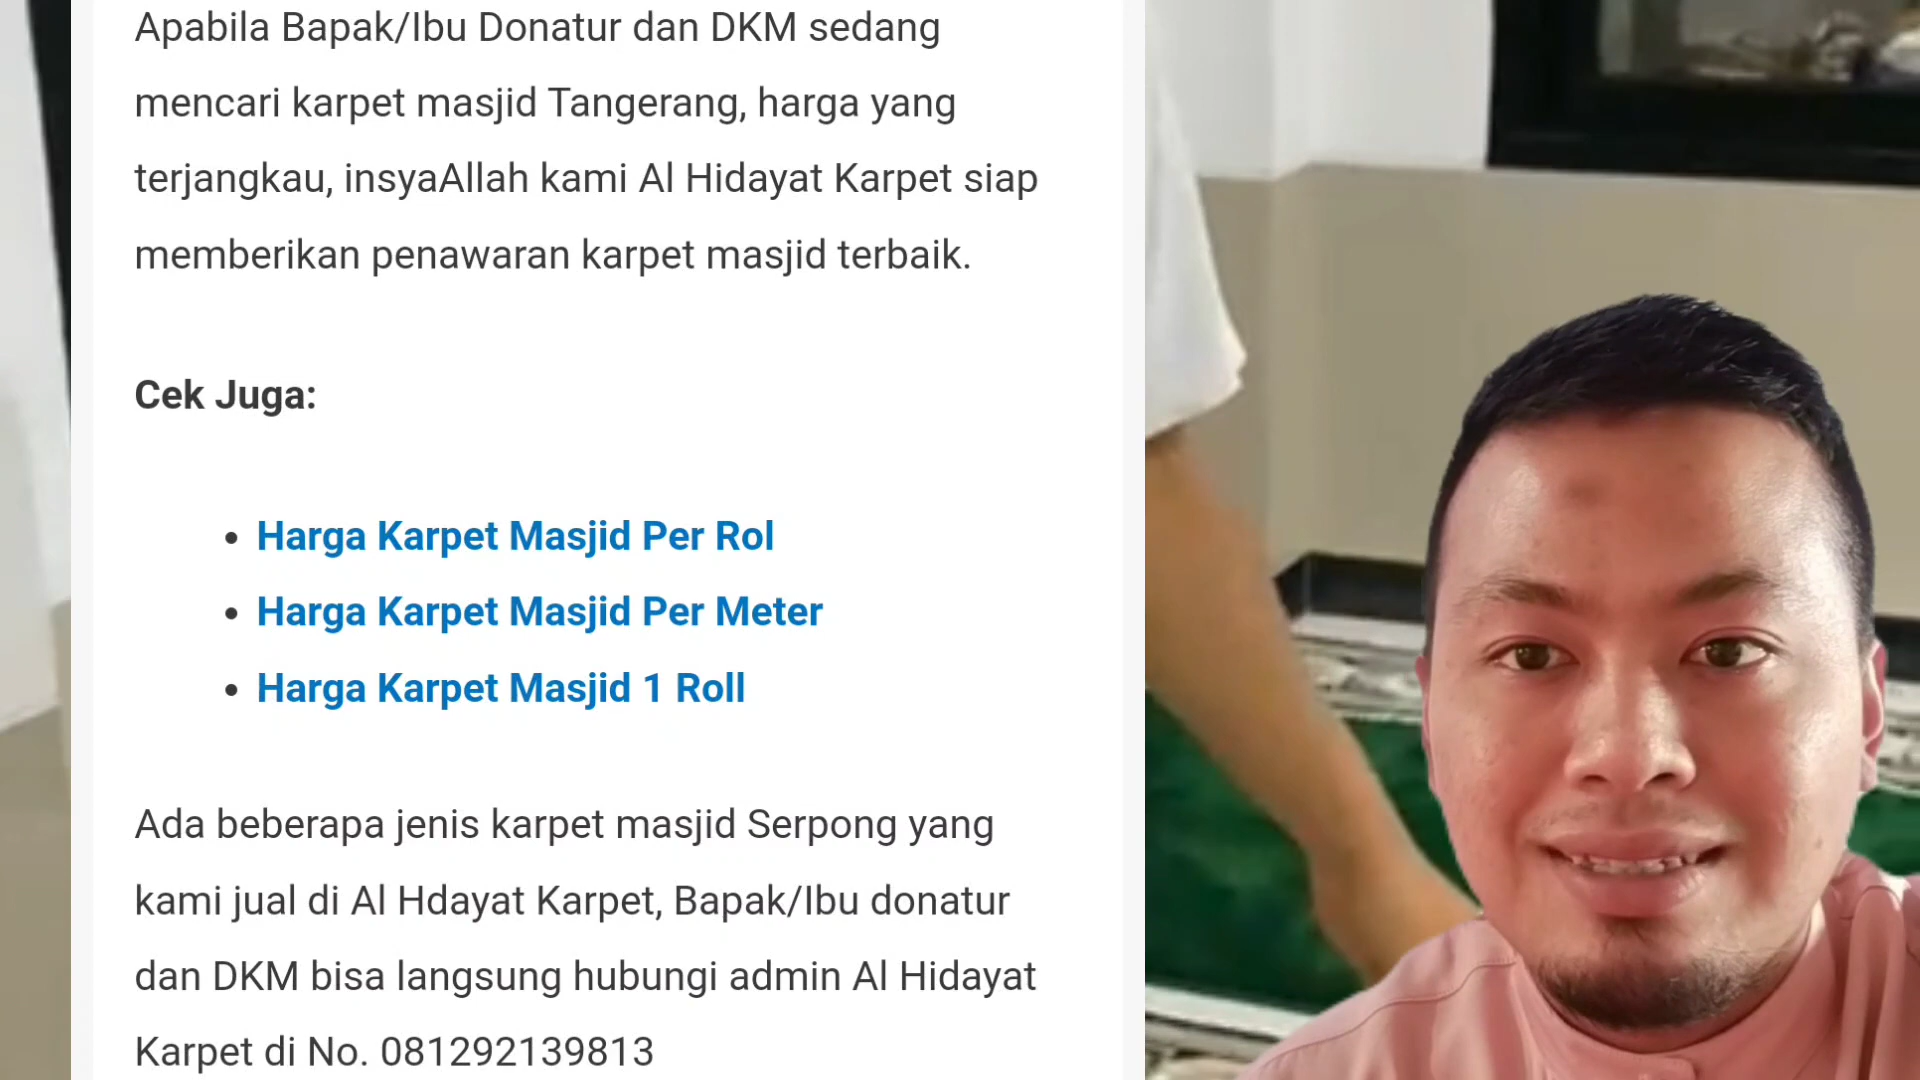 Apabila Bapak/Ibu Donatur dan DKM sedang
mencari karpet masjid Tangerang, harga yang
terjangkau, insyaAllah kami Al Hidayat Karpet siap
memberikan penawaran karpet masjid terbaik.
Cek Juga:
• Harga Karpet Masjid Per Rol
• Harga Karpet Masjid Per Meter
• Harga Karpet Masjid 1 Roll
Ada beberapa jenis karpet masjid Serpong yang
kami jual di Al Hdayat Karpet, Bapak/Ibu donatur
dan DKM bisa langsung hubungi admin Al Hidayat
Karpet di No. 081292139813